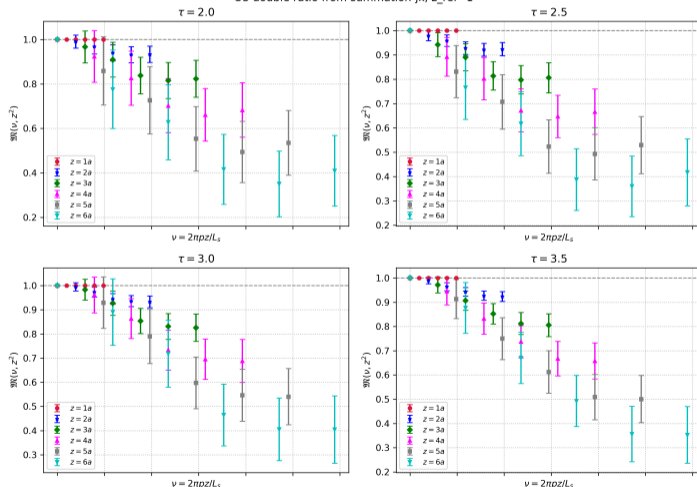 τ = 2.0
τ = 2.5
1.0
0.8
0.6
0.4
0.2
𝔐(ν, z²)
z = 1a
z = 2a
z = 3a
z = 4a
z = 5a
z = 6a
ν = 2πpz/Lₛ
1.0
0.9
0.8
0.7
0.6
0.5
0.4
0.3
0.2
𝔐(ν, z²)
z = 1a
z = 2a
z = 3a
z = 4a
z = 5a
z = 6a
ν = 2πpz/Lₛ
τ = 3.0
τ = 3.5
1.0
0.9
0.8
0.7
0.6
0.5
0.4
0.3
𝔐(ν, z²)
z = 1a
z = 2a
z = 3a
z = 4a
z = 5a
z = 6a
ν = 2πpz/Lₛ
1.0
0.9
0.8
0.7
0.6
0.5
0.4
0.3
0.2
𝔐(ν, z²)
z = 1a
z = 2a
z = 3a
z = 4a
z = 5a
z = 6a
ν = 2πpz/Lₛ